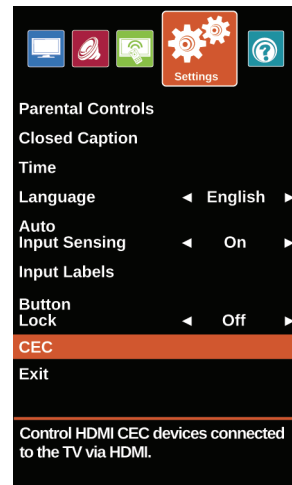 ?
Settings
Parental Controls
Closed Caption
Time
Language ◄ English ►
Auto
Input Sensing ◄ On ►
Input Labels
Button
Lock ◄ Off ►
CEC
Exit
Control HDMI CEC devices connected
to the TV via HDMI.